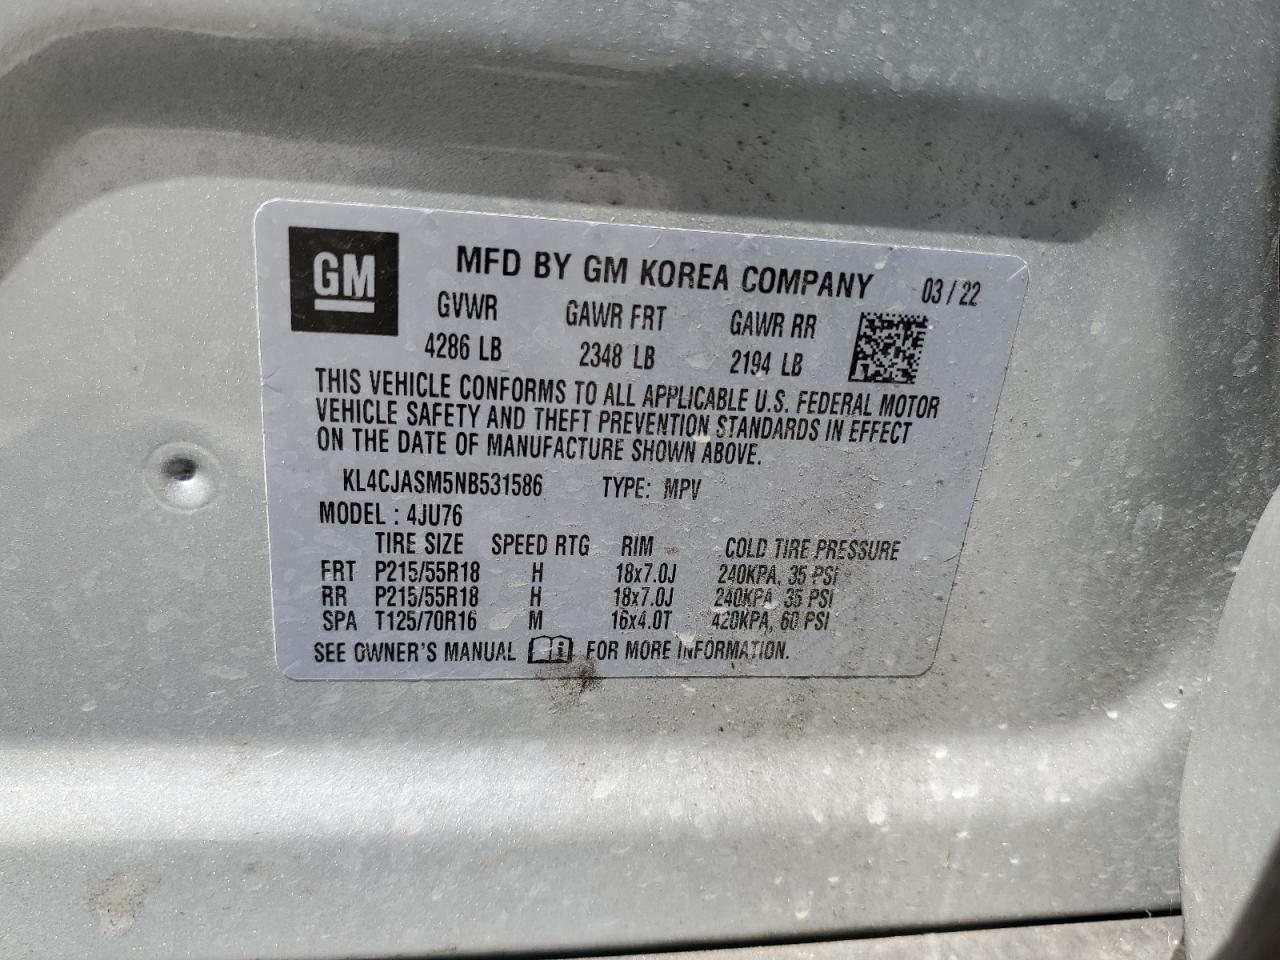 GM
MFD BY GM KOREA COMPANY 03/22
GVWR GAWR FRT GAWR RR
4286 LB 2348 LB 2194 LB
THIS VEHICLE CONFORMS TO ALL APPLICABLE U.S. FEDERAL MOTOR
VEHICLE SAFETY AND THEFT PREVENTION STANDARDS IN EFFECT
ON THE DATE OF MANUFACTURE SHOWN ABOVE.
KL4CJASM5NB531586 TYPE: MPV
MODEL : 4JU76
TIRE SIZE SPEED RTG RIM COLD TIRE PRESSURE
FRT P215/55R18 H 18x7.0J 240KPA, 35 PSI
RR P215/55R18 H 18x7.0J 240KPA, 35 PSI
SPA T125/70R16 M 16x4.0T 420KPA, 60 PSI
SEE OWNER'S MANUAL i FOR MORE INFORMATION.